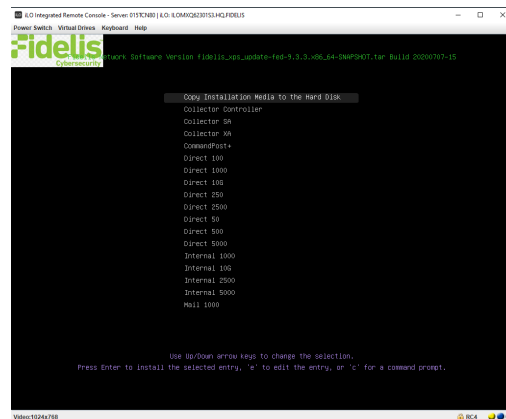 iLO Integrated Remote Console - Server: 015TCN80 | iLO: ILOMXQ62301S3.HQ.FIDELIS
Power Switch Virtual Drives Keyboard Help
Fidelis
Cybersecurity
Network Software Version fidelis_xps_update-fed-9.3.3.x86_64-SNAPSHOT.tar Build 20200707-15
Copy Installation Media to the Hard Disk
Collector Controller
Collector SA
Collector XA
CommandPost+
Direct 100
Direct 1000
Direct 10G
Direct 250
Direct 2500
Direct 50
Direct 500
Direct 5000
Internal 1000
Internal 10G
Internal 2500
Internal 5000
Mail 1000
Use Up/Down arrow keys to change the selection.
Press Enter to install the selected entry, 'e' to edit the entry, or 'c' for a command prompt.
Video:1024x768
RC4